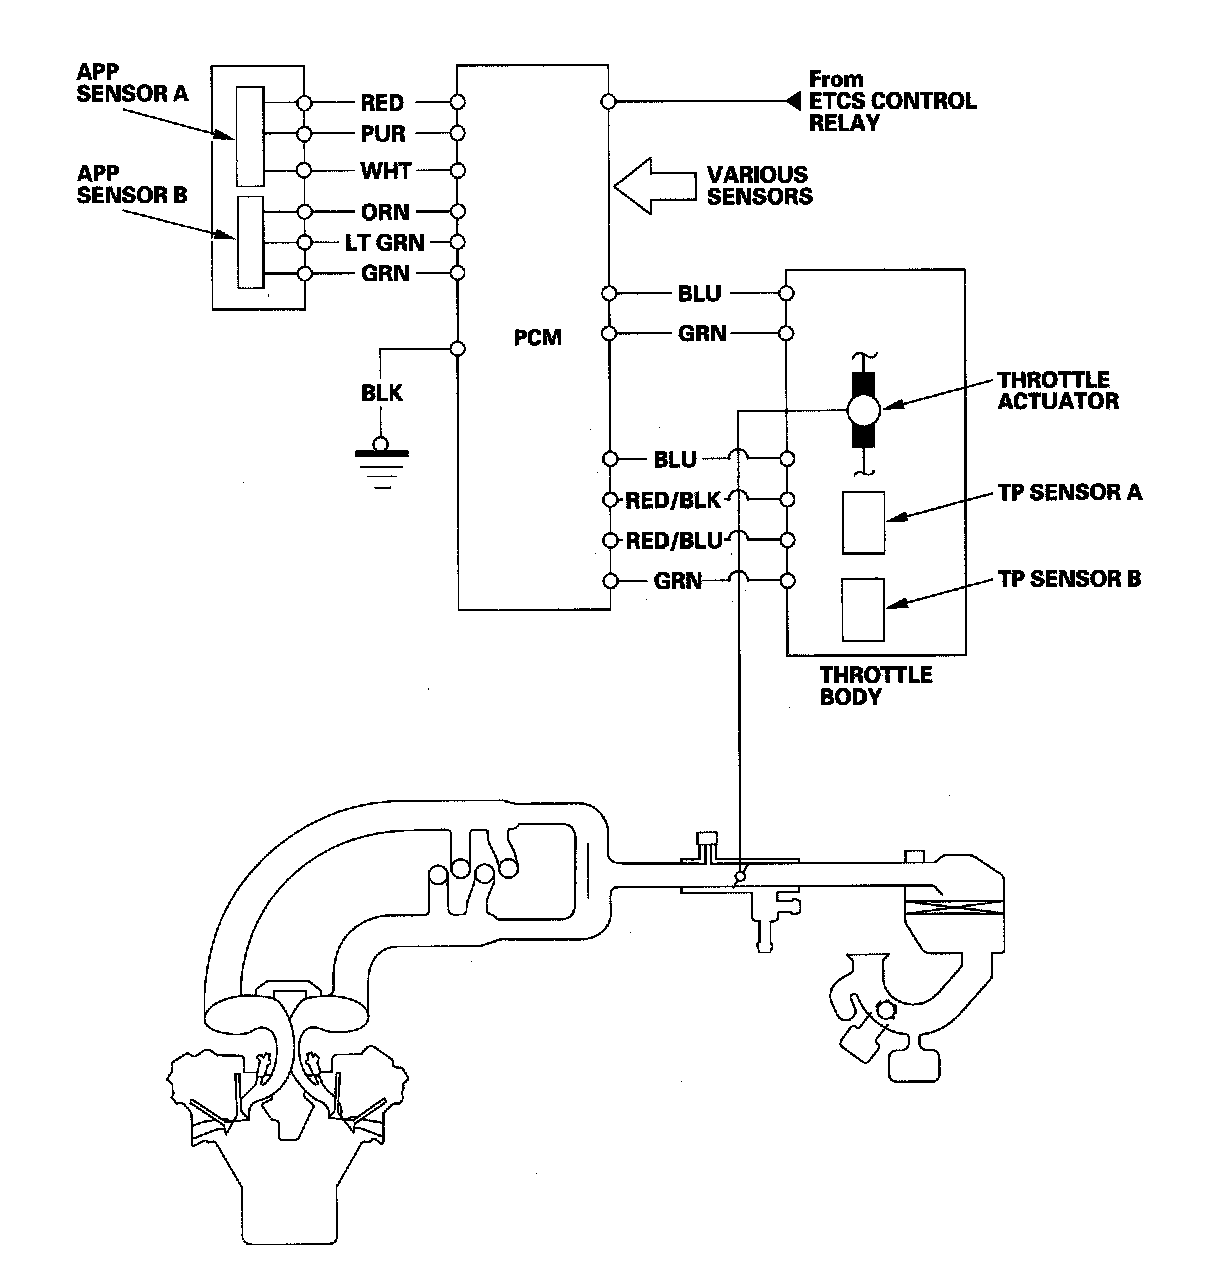 APP
SENSOR A
APP
SENSOR B
RED
PUR
WHT
ORN
LT GRN
GRN
BLK
PCM
From
ETCS CONTROL
RELAY
VARIOUS
SENSORS
BLU
GRN
BLU
RED/BLK
RED/BLU
GRN
THROTTLE
ACTUATOR
TP SENSOR A
TP SENSOR B
THROTTLE
BODY